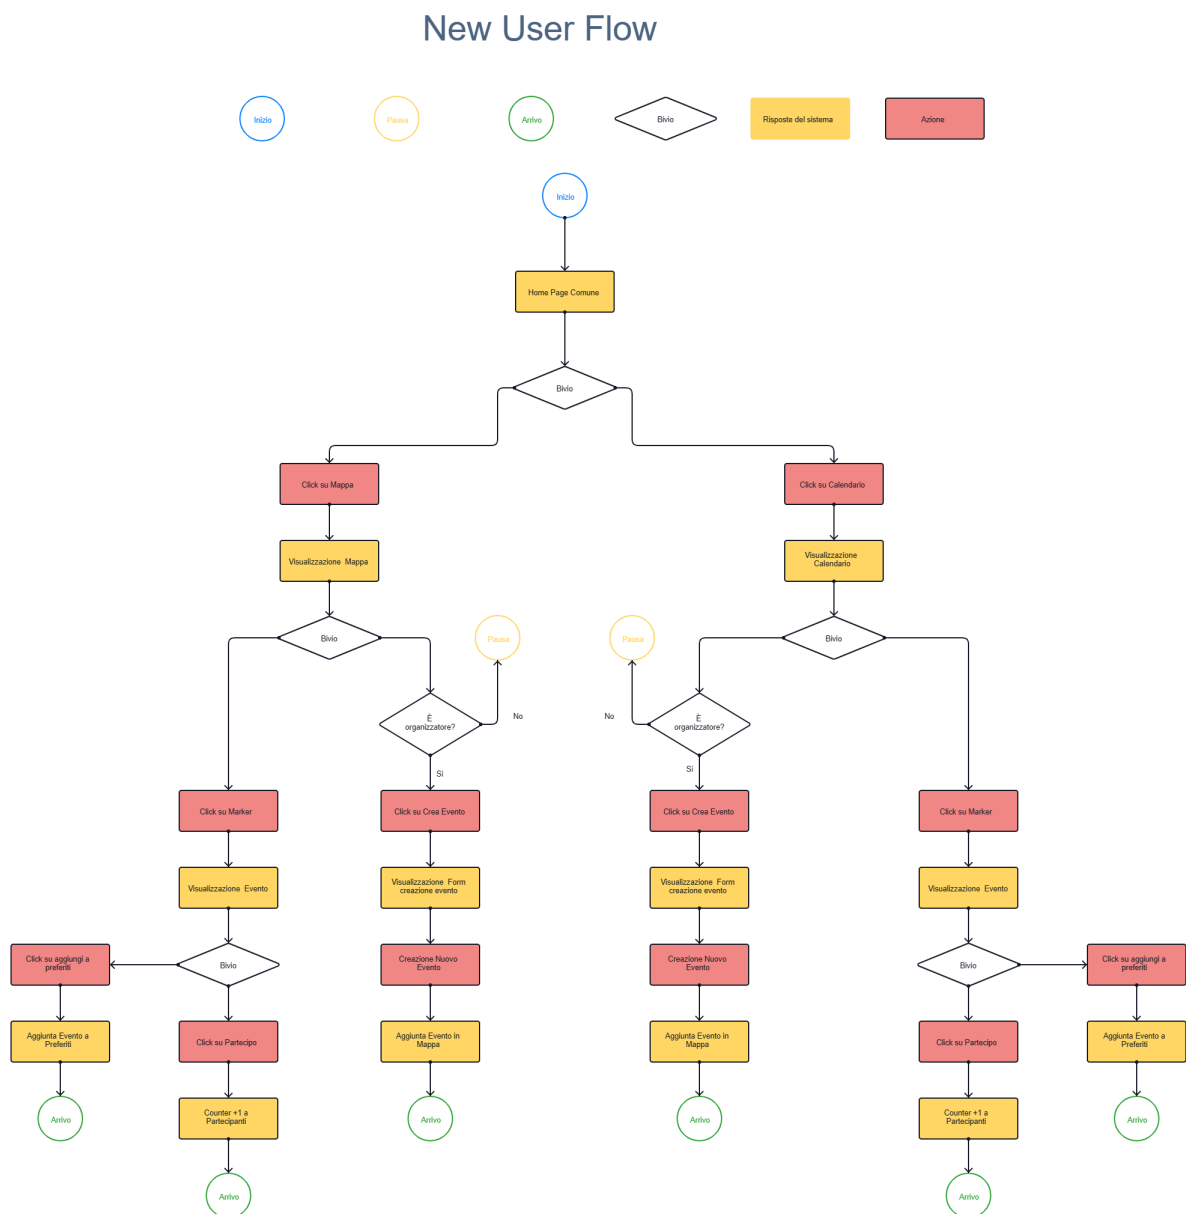 New User Flow
Inizio
Pausa
Arrivo
Bivio
Risposte del sistema
Azione
Inizio
Home Page Comune
Bivio
Click su Mappa
Click su Calendario
Visualizzazione Mappa
Visualizzazione
Calendario
Bivio
Pausa
Pausa
Bivio
È
organizzatore?
No
No
È
organizzatore?
Si
Si
Click su Marker
Click su Crea Evento
Click su Crea Evento
Click su Marker
Visualizzazione Evento
Visualizzazione Form
creazione evento
Visualizzazione Form
creazione evento
Visualizzazione Evento
Click su aggiungi a
preferiti
Bivio
Creazione Nuovo
Evento
Creazione Nuovo
Evento
Bivio
Click su aggiungi a
preferiti
Aggiunta Evento a
Preferiti
Click su Partecipo
Aggiunta Evento in
Mappa
Aggiunta Evento in
Mappa
Click su Partecipo
Aggiunta Evento a
Preferiti
Arrivo
Counter +1 a
Partecipanti
Arrivo
Arrivo
Counter +1 a
Partecipanti
Arrivo
Arrivo
Arrivo